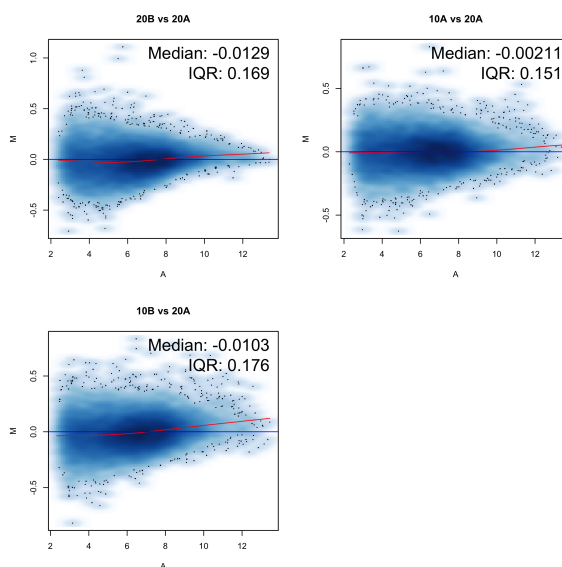 20B vs 20A
Median: -0.0129
IQR: 0.169
M
1.0
0.5
0.0
-0.5
2 4 6 8 10 12
A
10A vs 20A
Median: -0.00211
IQR: 0.151
M
0.5
0.0
-0.5
2 4 6 8 10 12
A
10B vs 20A
Median: -0.0103
IQR: 0.176
M
0.5
0.0
-0.5
2 4 6 8 10 12
A